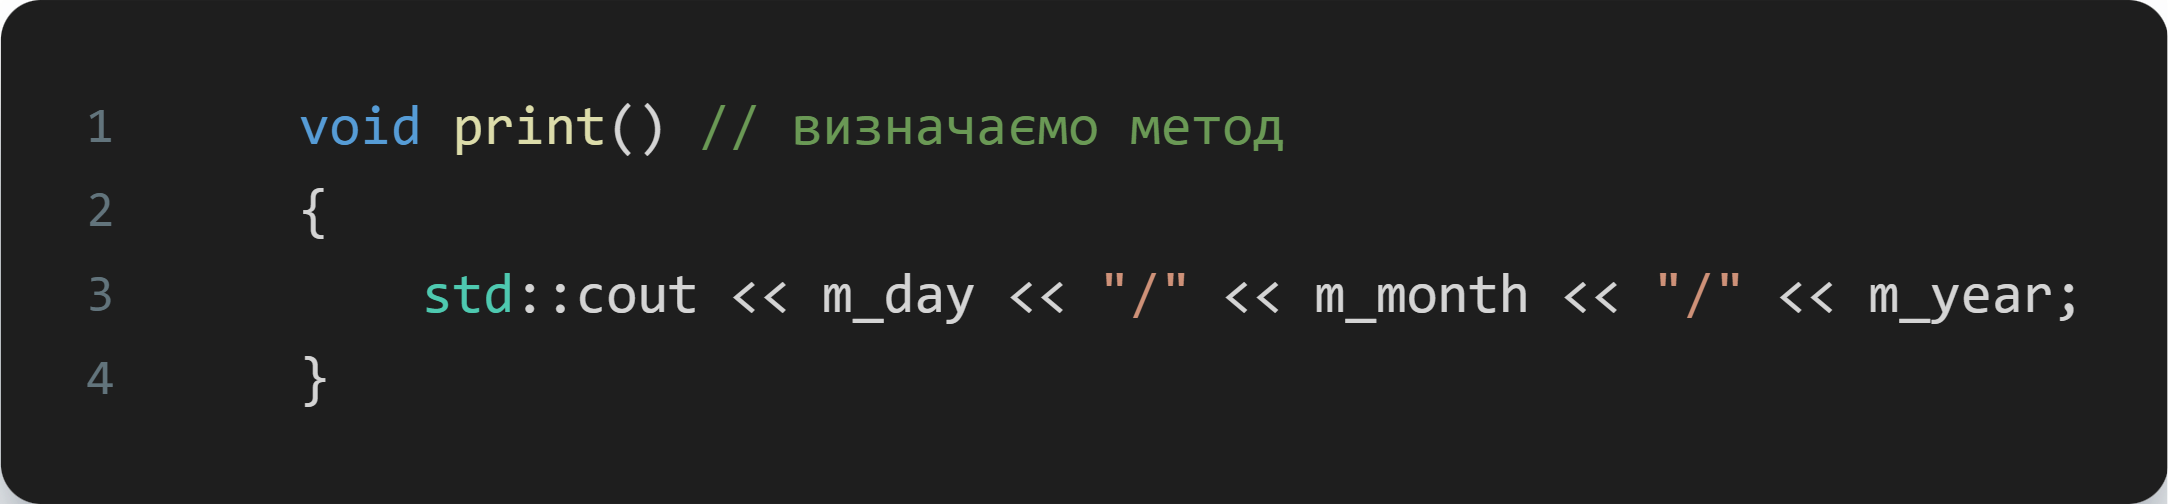 1 void print() // визначаємо метод
2 {
3 std::cout << m_day << "/" << m_month << "/" << m_year;
4 }